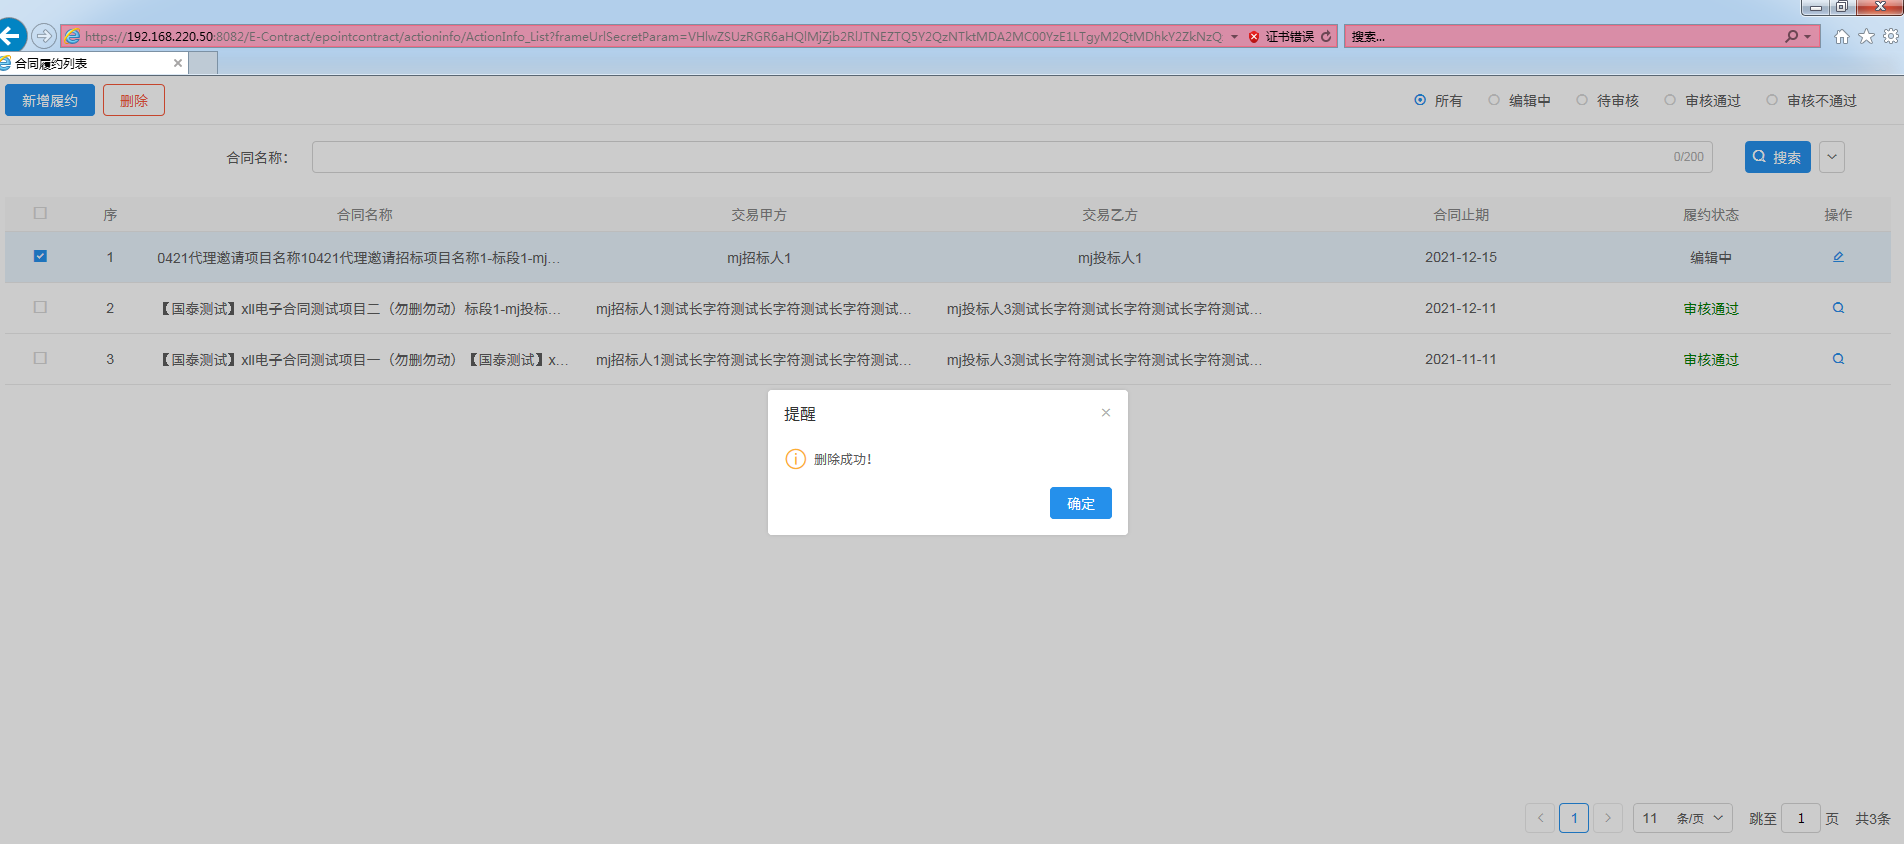 https://192.168.220.50:8082/E-Contract/epointcontract/actioninfo/ActionInfo_List?frameUrlSecretParam=VHlwZSUzRGR6aHQlMjZjb2RlJTNEZTQ5Y2QzNTktMDA2MC00YzE1LTgyM2QtMDhkY2ZkNzQ 证书错误 搜索...
合同履约列表
新增履约 删除 所有 编辑中 待审核 审核通过 审核不通过
合同名称: 0/200 搜索
序 合同名称 交易甲方 交易乙方 合同止期 履约状态 操作
1 0421代理邀请项目名称10421代理邀请招标项目名称1-标段1-mj... mj招标人1 mj投标人1 2021-12-15 编辑中
2 【国泰测试】xll电子合同测试项目二（勿删勿动）标段1-mj投标... mj招标人1测试长字符测试长字符测试长字符测试... mj投标人3测试长字符测试长字符测试长字符测试... 2021-12-11 审核通过
3 【国泰测试】xll电子合同测试项目一（勿删勿动）【国泰测试】x... mj招标人1测试长字符测试长字符测试长字符测试... mj投标人3测试长字符测试长字符测试长字符测试... 2021-11-11 审核通过
提醒
删除成功！
确定
1 11 条/页 跳至 1 页 共3条